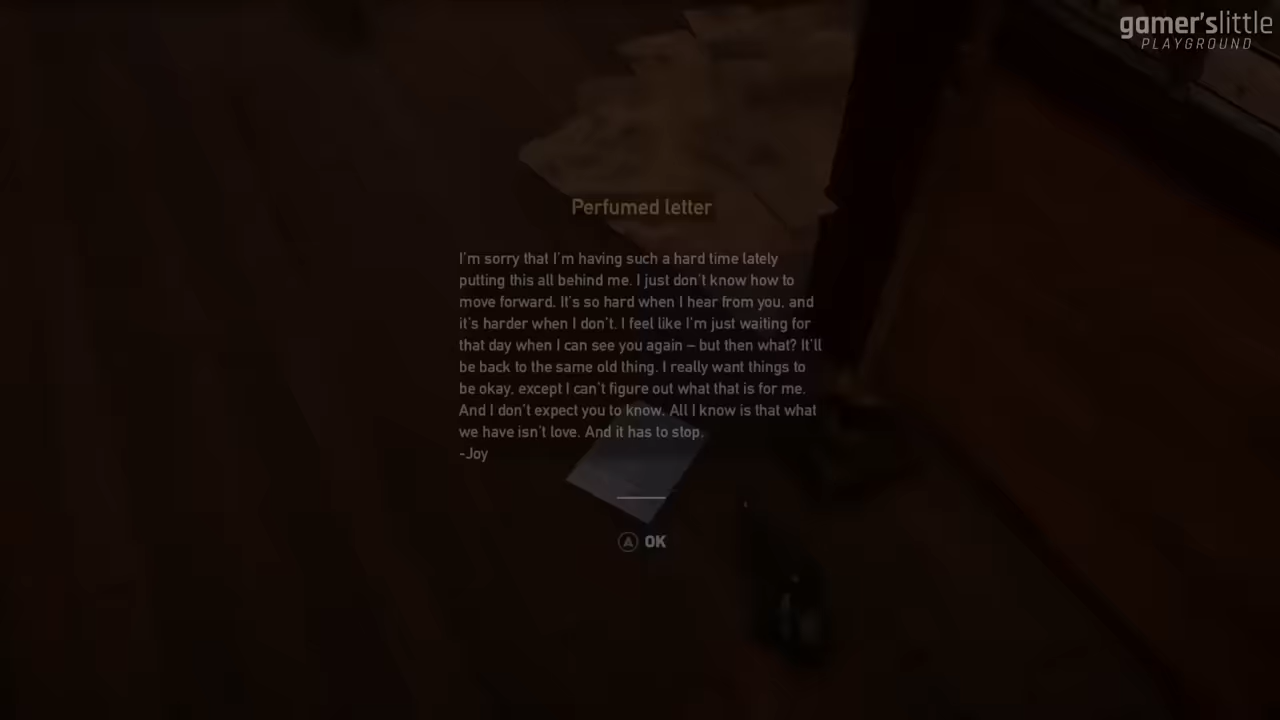 gamer'slittle
PLAYGROUND
Perfumed letter
I'm sorry that I'm having such a hard time lately
putting this all behind me. I just don't know how to
move forward. It's so hard when I hear from you, and
it's harder when I don't. I feel like I'm just waiting for
that day when I can see you again – but then what? It'll
be back to the same old thing. I really want things to
be okay, except I can't figure out what that is for me.
And I don't expect you to know. All I know is that what
we have isn't love. And it has to stop.
-Joy
A OK